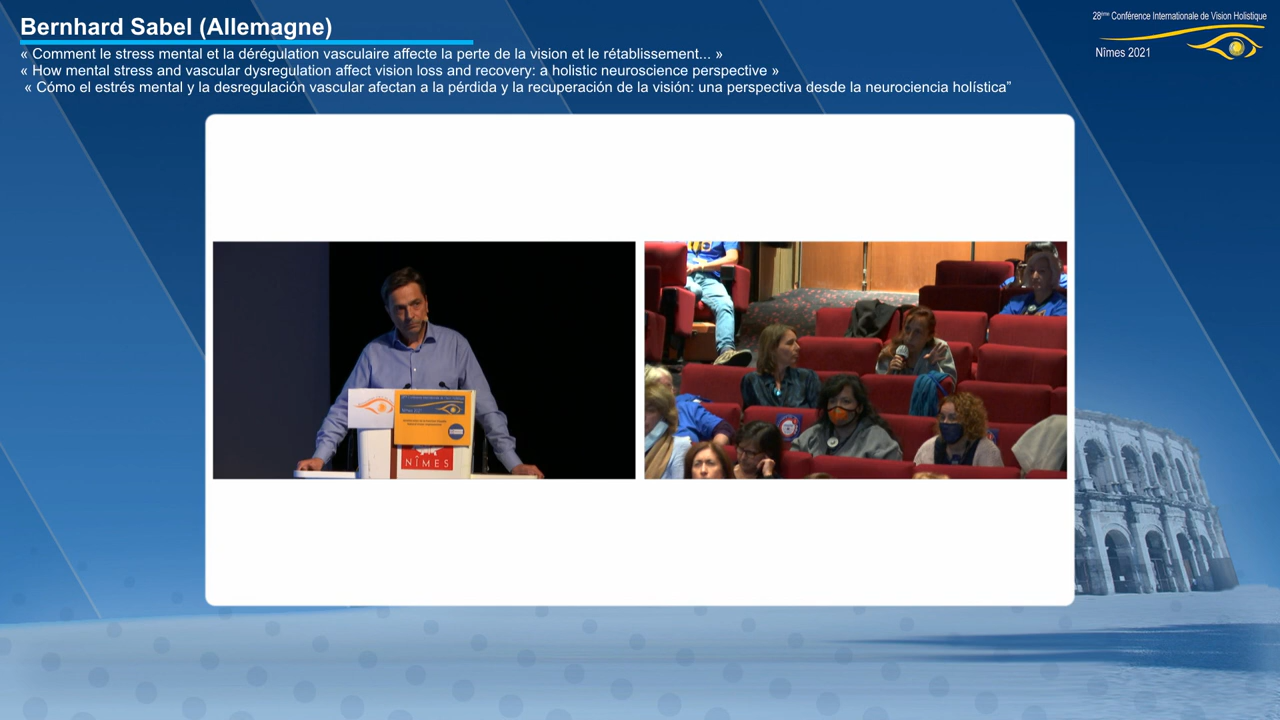 Bernhard Sabel (Allemagne)
« Comment le stress mental et la dérégulation vasculaire affecte la perte de la vision et le rétablissement... »
« How mental stress and vascular dysregulation affect vision loss and recovery: a holistic neuroscience perspective »
« Cómo el estrés mental y la desregulación vascular afectan a la pérdida y la recuperación de la visión: una perspectiva desde la neurociencia holística”
28ème Conférence Internationale de Vision Holistique
Nîmes 2021
NÎMES